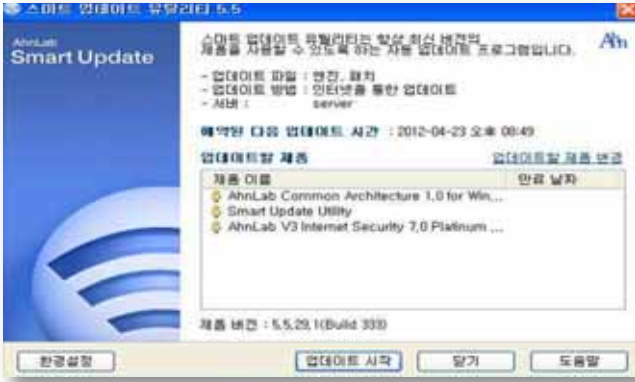 스마트 업데이트 유틸리티 5.5
AhnLab
Smart Update
스마트 업데이트 유틸리티는 항상 최신 버전의
제품을 사용할 수 있도록 하는 자동 업데이트 프로그램입니다.
Ahn
- 업데이트 파일 : 엔진, 패치
- 업데이트 방법 : 인터넷을 통한 업데이트
- 서버 : server
예약된 다음 업데이트 시간 : 2012-04-23 오후 08:49
업데이트할 제품
업데이트할 제품 변경
제품 이름 만료 날짜
AhnLab Common Architecture 1.0 for Win...
Smart Update Utility
AhnLab V3 Internet Security 7.0 Platinum ...
제품 버전 : 5.5.29.1(Build 333)
환경설정 업데이트 시작 닫기 도움말